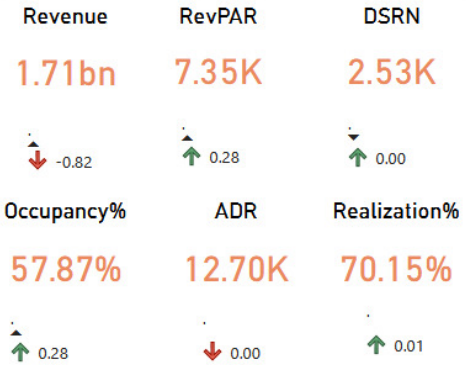 Revenue RevPAR DSRN
1.71bn 7.35K 2.53K
-0.82 0.28 0.00
Occupancy% ADR Realization%
57.87% 12.70K 70.15%
0.28 0.00 0.01